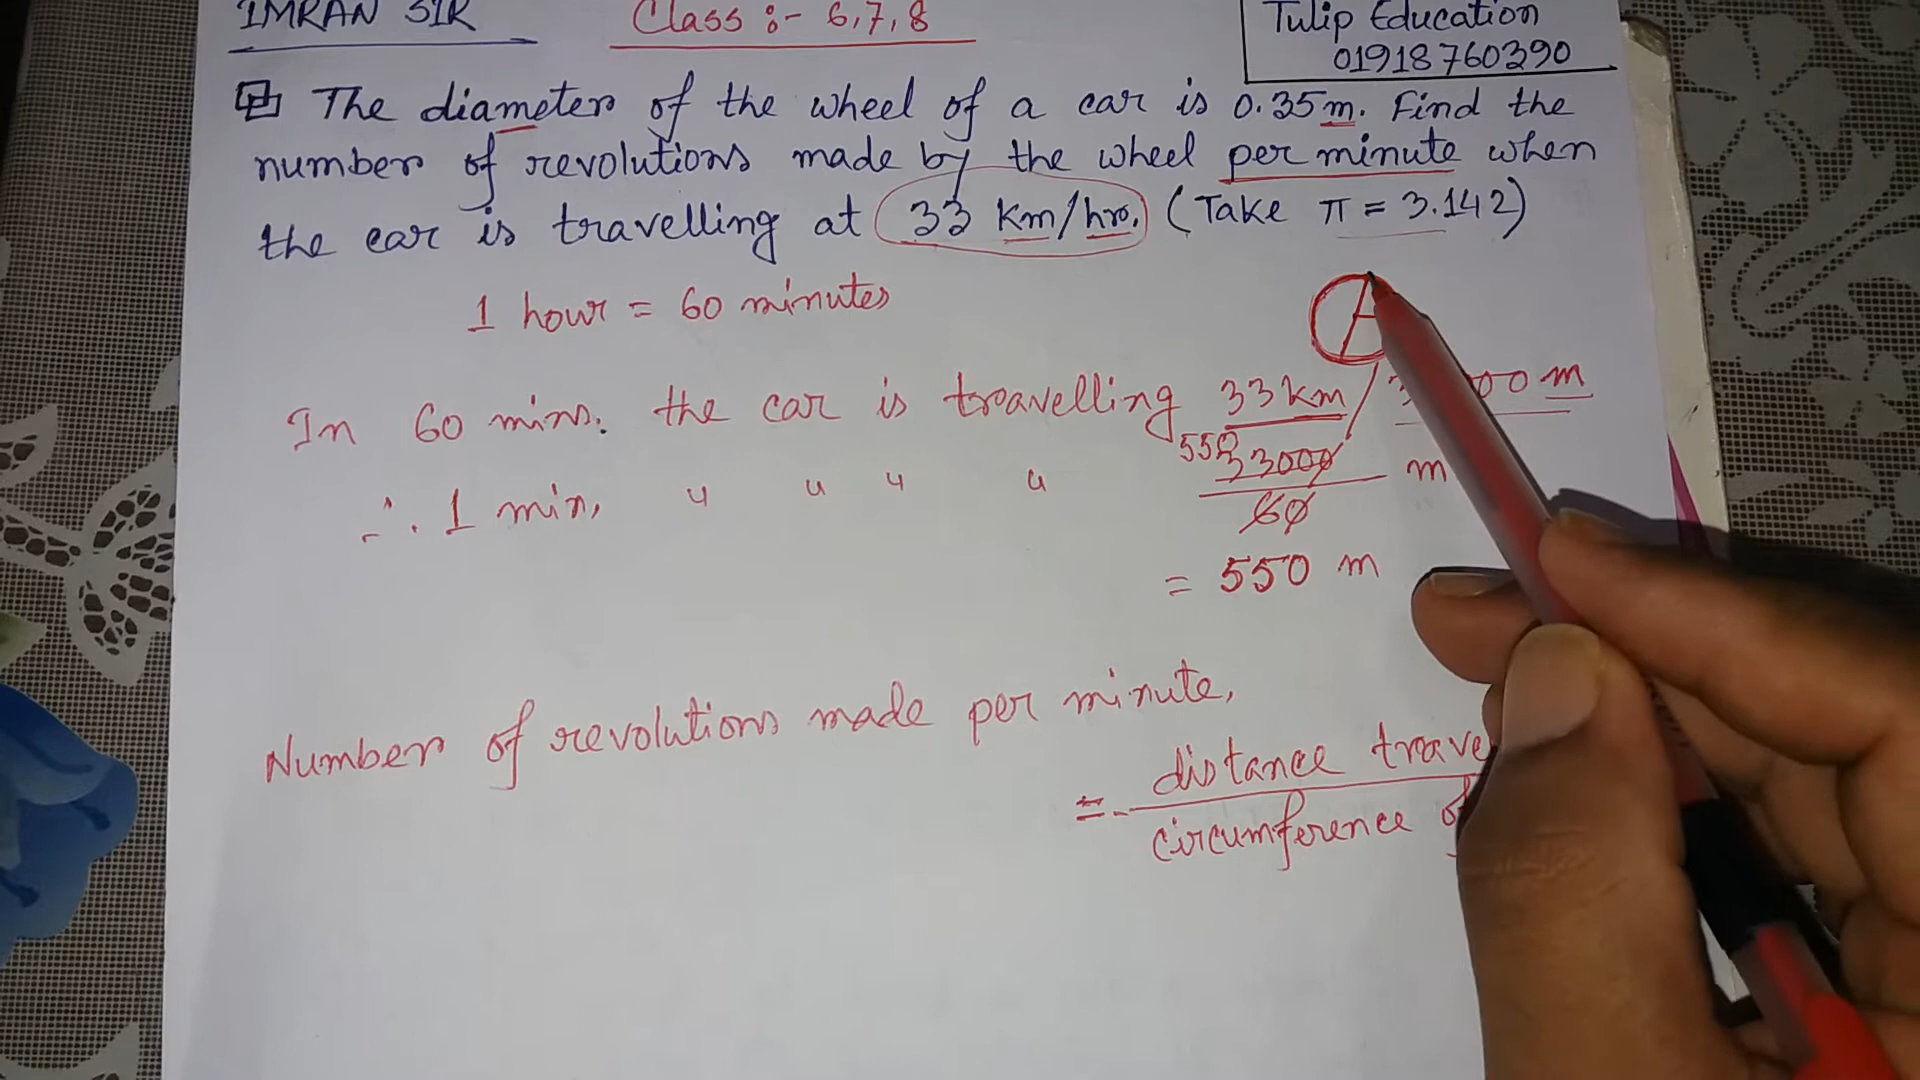 IMRAN SIR
Class :- 6,7,8
Tulip Education
01918760390
The diameter of the wheel of a car is 0.35m. Find the
number of revolutions made by the wheel per minute when
the car is travelling at 33 km/hr. (Take π = 3.142)
1 hour = 60 minutes
In 60 mins. the car is travelling 33 km / 00 m
550
∴ 1 min, " " " " 33000/60 m
= 550 m
Number of revolutions made per minute,
= distance trave
circumference of